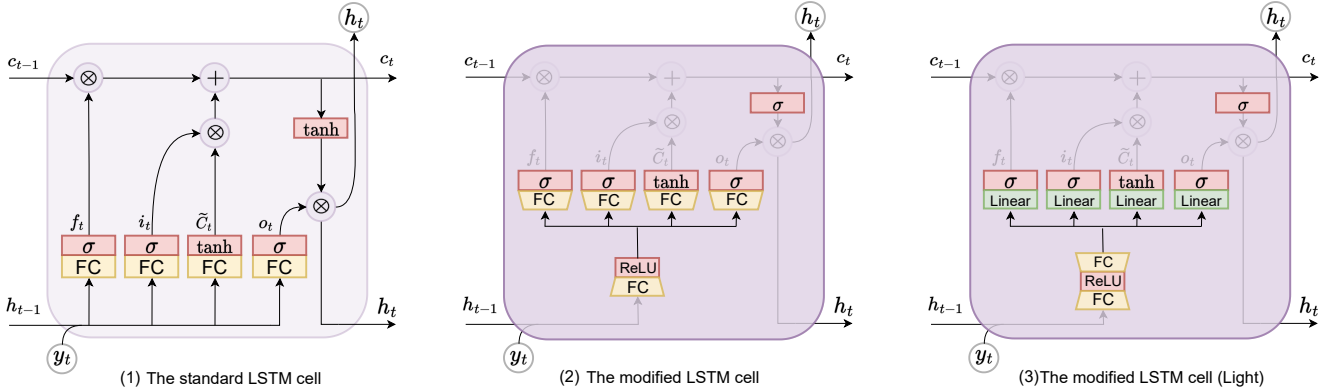 h_t
c_{t-1}
⊗
+
c_t
⊗
tanh
f_t
i_t
C̃_t
o_t
⊗
σ
σ
tanh
σ
FC
FC
FC
FC
h_{t-1}
h_t
y_t
(1) The standard LSTM cell
h_t
c_{t-1}
⊗
+
c_t
σ
⊗
⊗
f_t
i_t
C̃_t
o_t
σ
σ
tanh
σ
FC
FC
FC
FC
ReLU
FC
h_{t-1}
h_t
y_t
(2) The modified LSTM cell
h_t
c_{t-1}
⊗
+
c_t
σ
⊗
⊗
f_t
i_t
C̃_t
o_t
σ
σ
tanh
σ
Linear
Linear
Linear
Linear
FC
ReLU
FC
h_{t-1}
h_t
y_t
(3)The modified LSTM cell (Light)